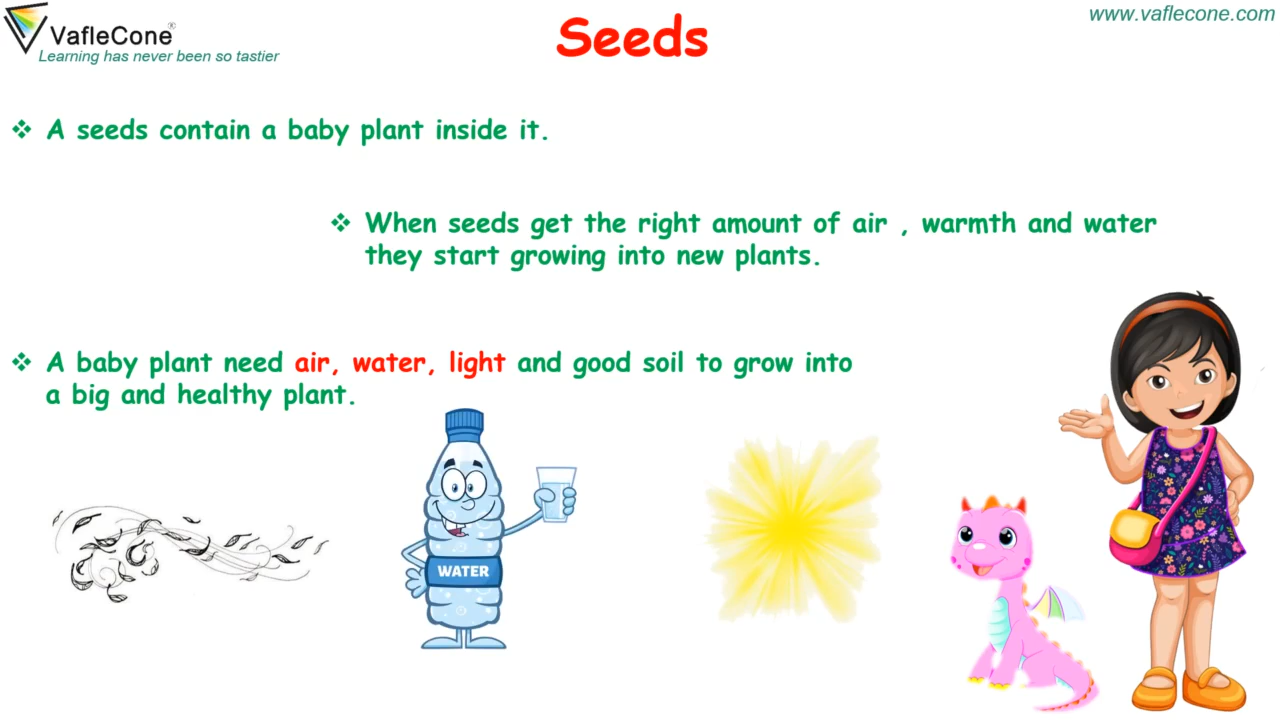 VafleCone®
Learning has never been so tastier
www.vaflecone.com
Seeds
❖ A seeds contain a baby plant inside it.
❖ When seeds get the right amount of air , warmth and water
they start growing into new plants.
❖ A baby plant need air, water, light and good soil to grow into
a big and healthy plant.
WATER